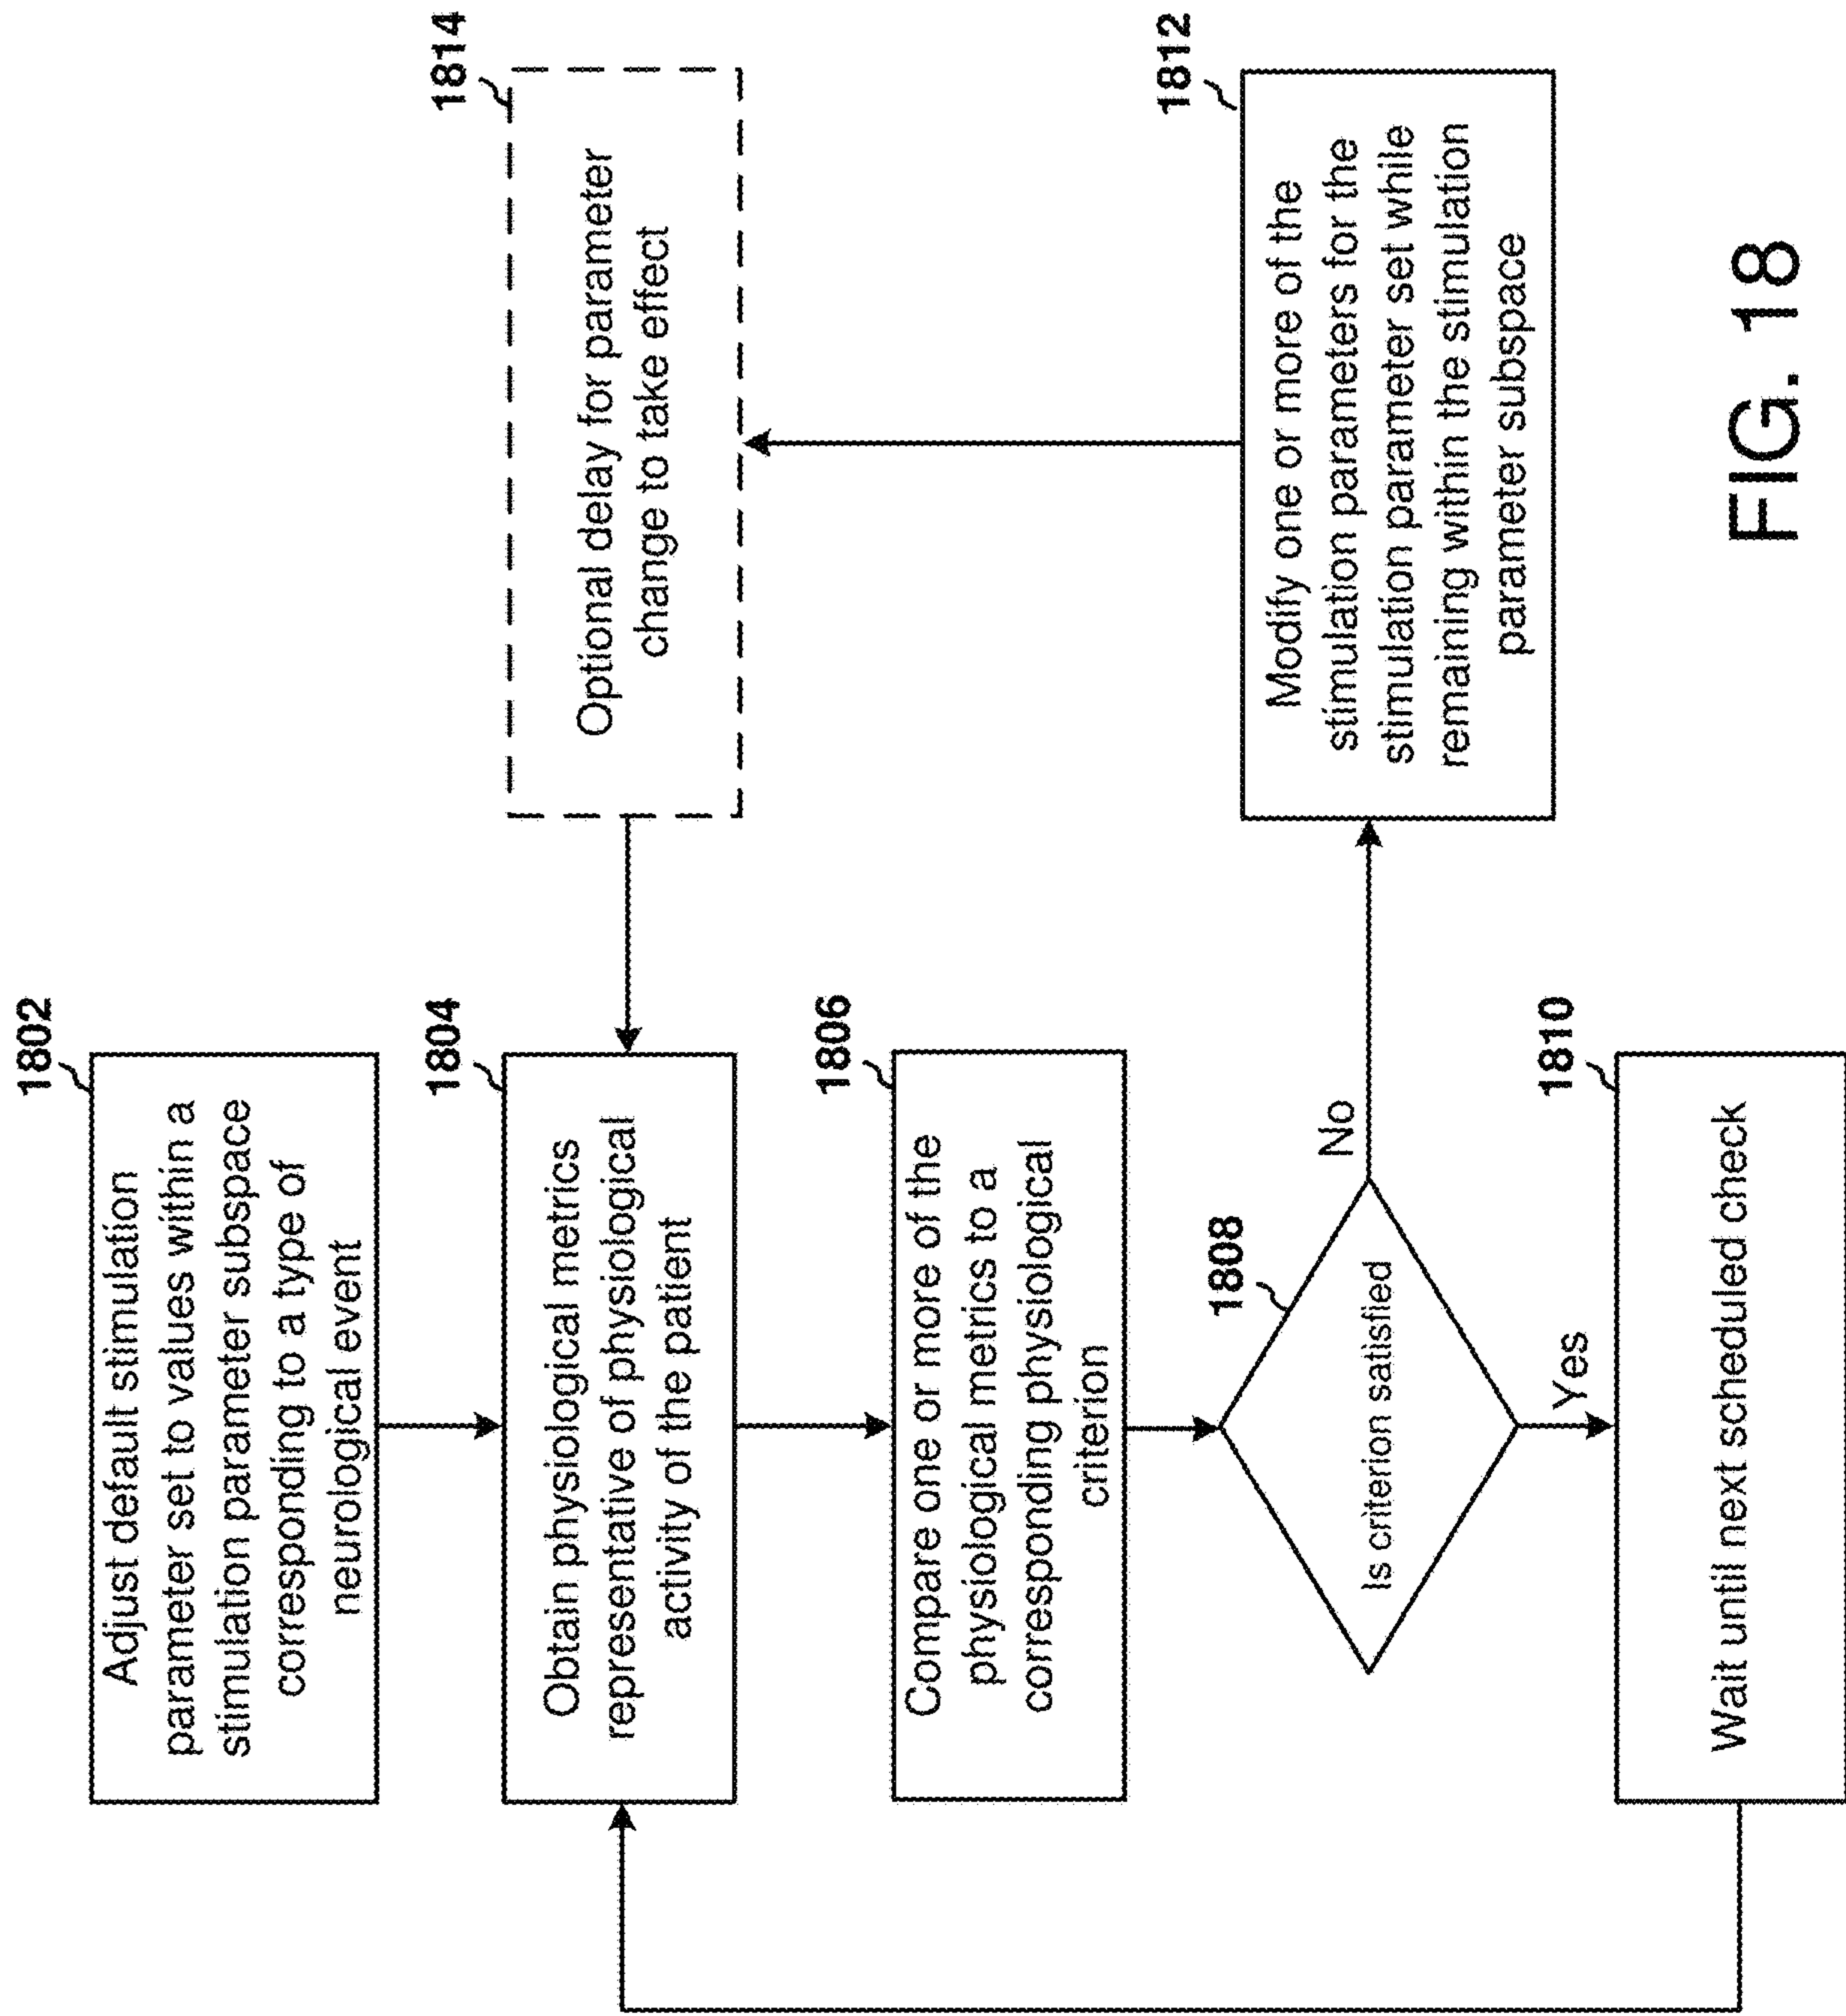 1802
Adjust default stimulation
parameter set to values within a
stimulation parameter subspace
corresponding to a type of
neurological event
1804
Obtain physiological metrics
representative of physiological
activity of the patient
1814
Optional delay for parameter
change to take effect
1806
Compare one or more of the
physiological metrics to a
corresponding physiological
criterion
1808
Is criterion satisfied
No
Yes
1812
Modify one or more of the
stimulation parameters for the
stimulation parameter set while
remaining within the stimulation
parameter subspace
1810
Wait until next scheduled check
FIG. 18